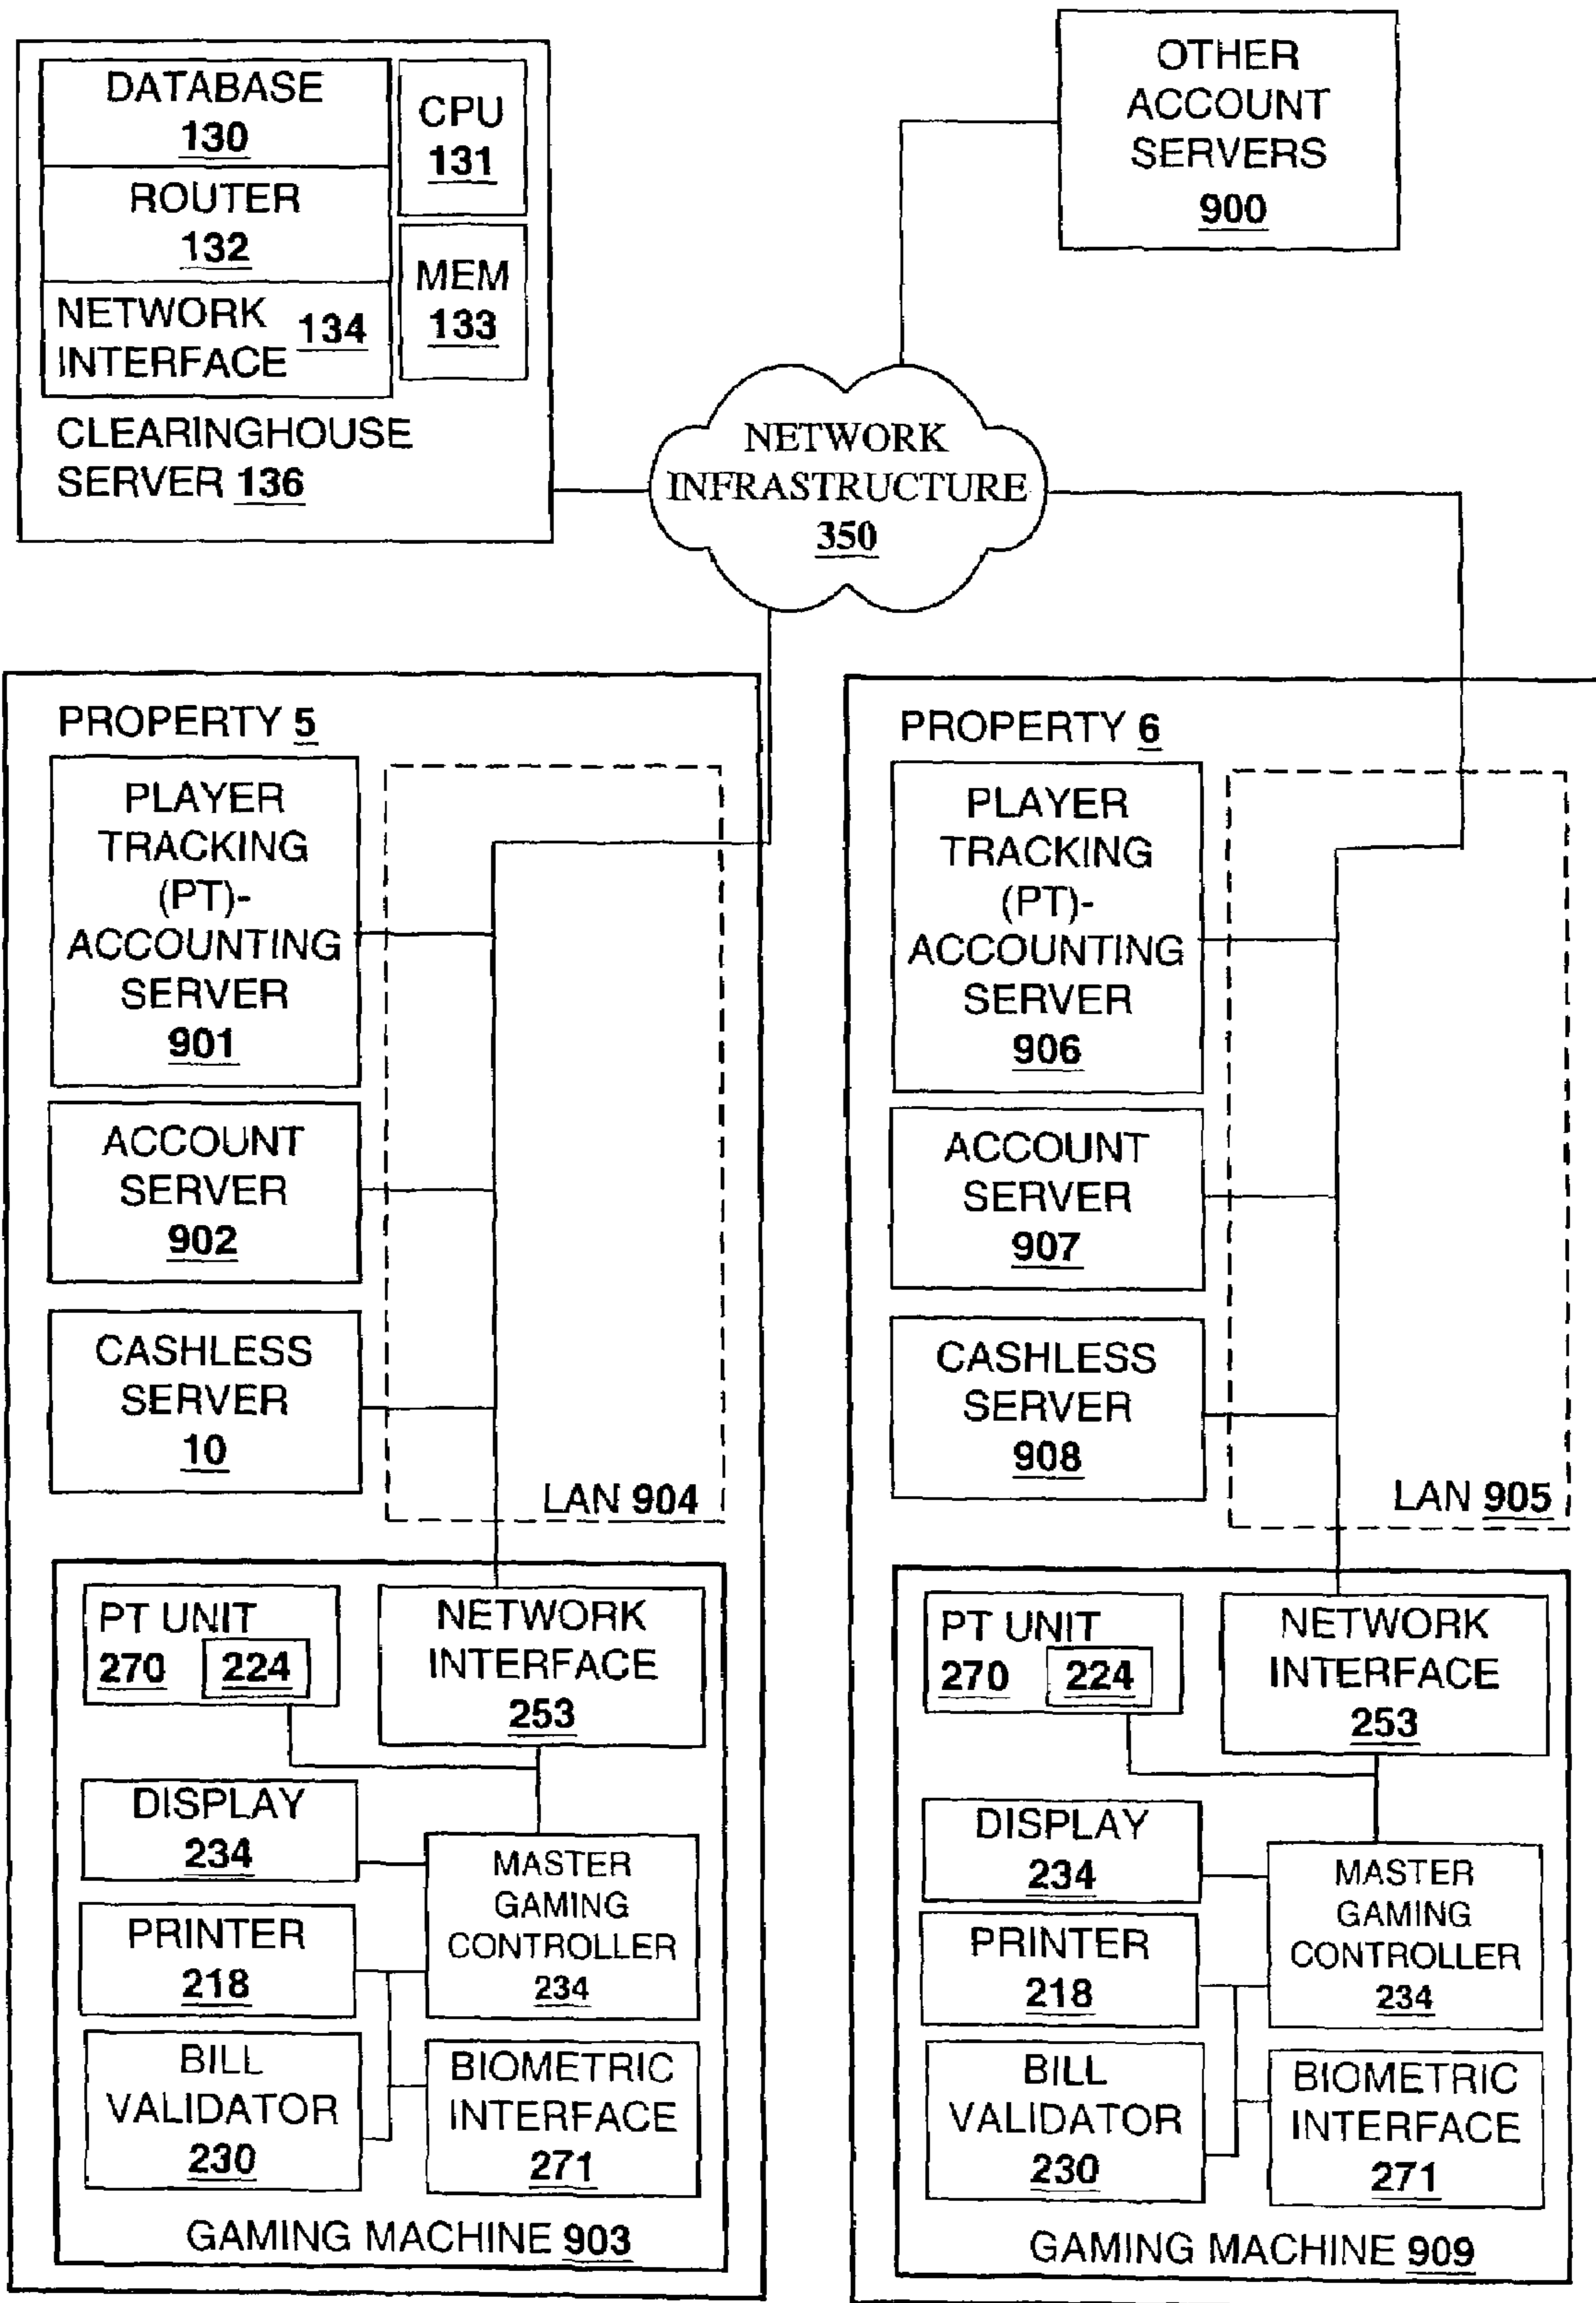 DATABASE
130
ROUTER
132
NETWORK
INTERFACE 134
CPU
131
MEM
133
CLEARINGHOUSE
SERVER 136
OTHER
ACCOUNT
SERVERS
900
NETWORK
INFRASTRUCTURE
350
PROPERTY 5
PLAYER
TRACKING
(PT)-
ACCOUNTING
SERVER
901
ACCOUNT
SERVER
902
CASHLESS
SERVER
10
LAN 904
PT UNIT
270 224
NETWORK
INTERFACE
253
DISPLAY
234
MASTER
GAMING
CONTROLLER
234
PRINTER
218
BILL
VALIDATOR
230
BIOMETRIC
INTERFACE
271
GAMING MACHINE 903
PROPERTY 6
PLAYER
TRACKING
(PT)-
ACCOUNTING
SERVER
906
ACCOUNT
SERVER
907
CASHLESS
SERVER
908
LAN 905
PT UNIT
270 224
NETWORK
INTERFACE
253
DISPLAY
234
MASTER
GAMING
CONTROLLER
234
PRINTER
218
BILL
VALIDATOR
230
BIOMETRIC
INTERFACE
271
GAMING MACHINE 909